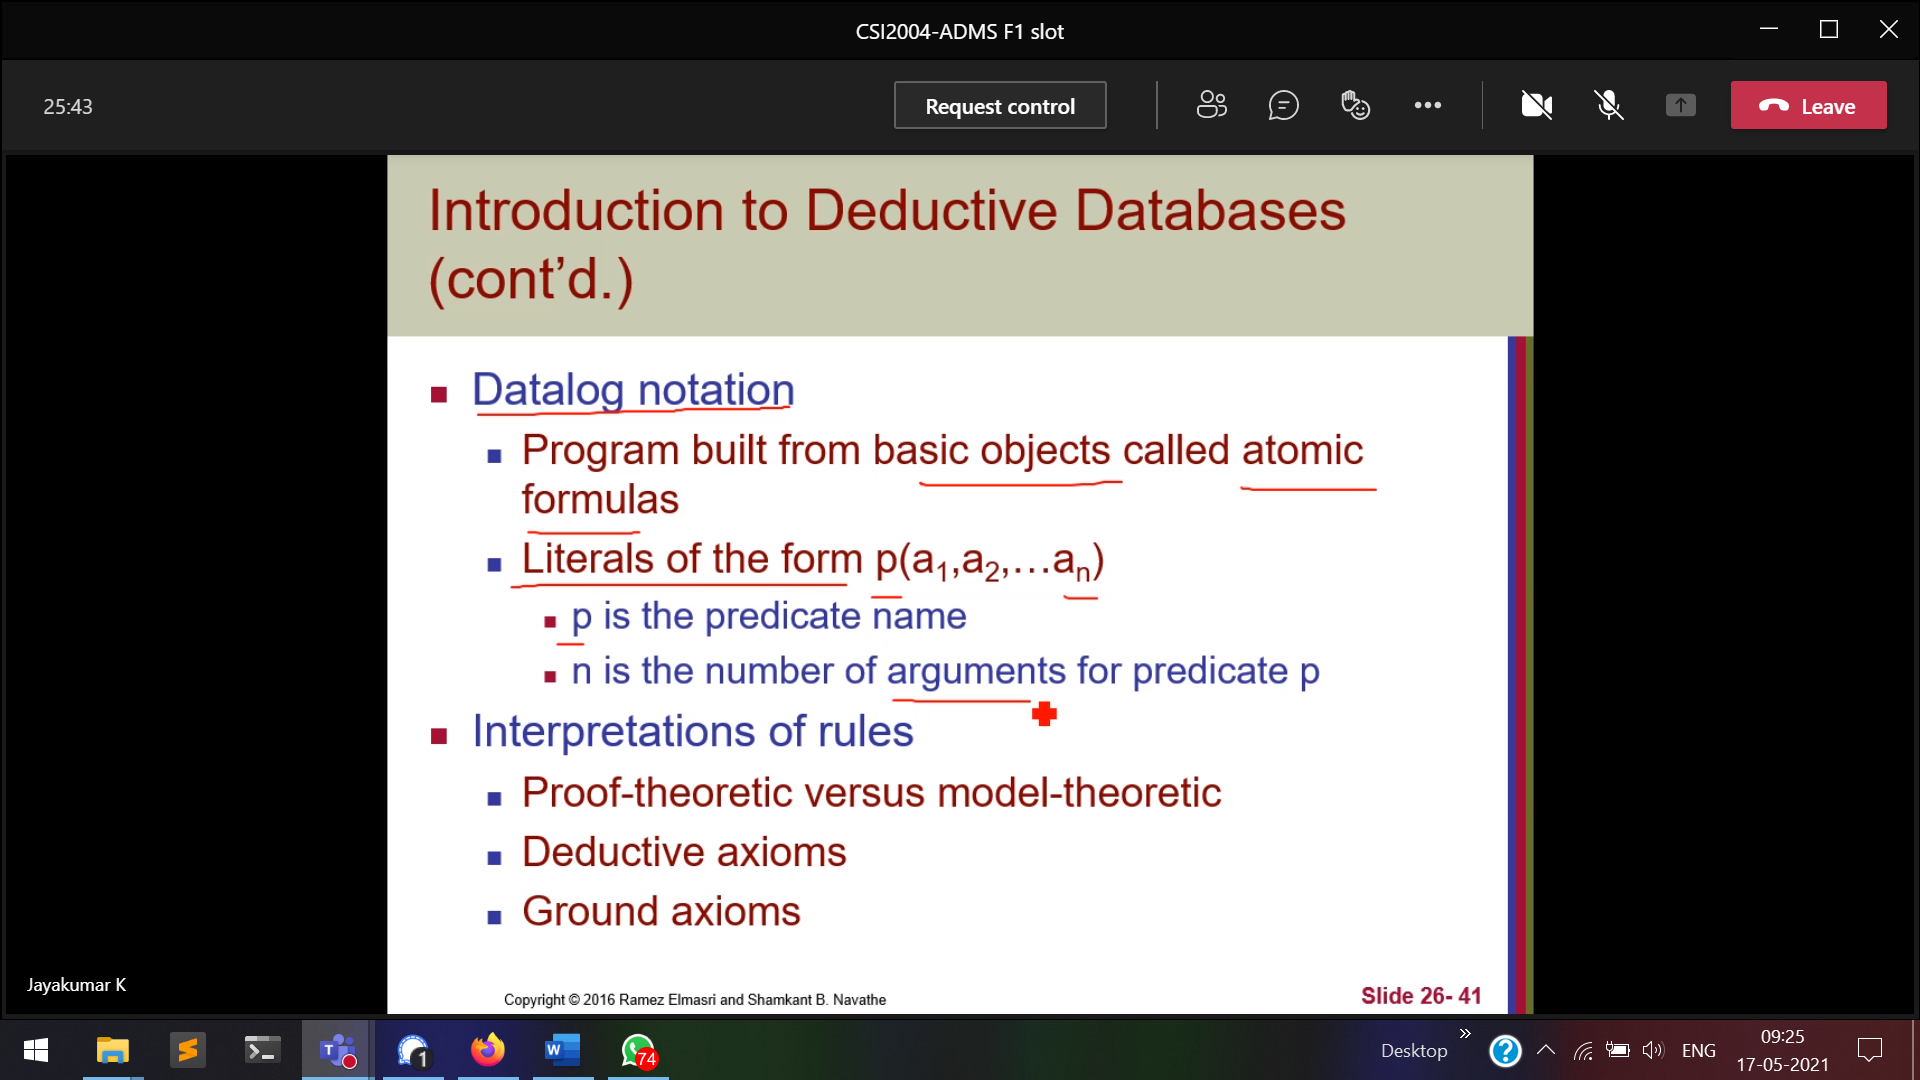 CSI2004-ADMS F1 slot
25:43
Request control
Leave
Introduction to Deductive Databases
(cont’d.)
Datalog notation
Program built from basic objects called atomic
formulas
Literals of the form p(a1,a2,…an)
p is the predicate name
n is the number of arguments for predicate p
Interpretations of rules
Proof-theoretic versus model-theoretic
Deductive axioms
Ground axioms
Jayakumar K
Copyright © 2016 Ramez Elmasri and Shamkant B. Navathe
Slide 26- 41
T
1
W
74
Desktop
ENG
09:25
17-05-2021